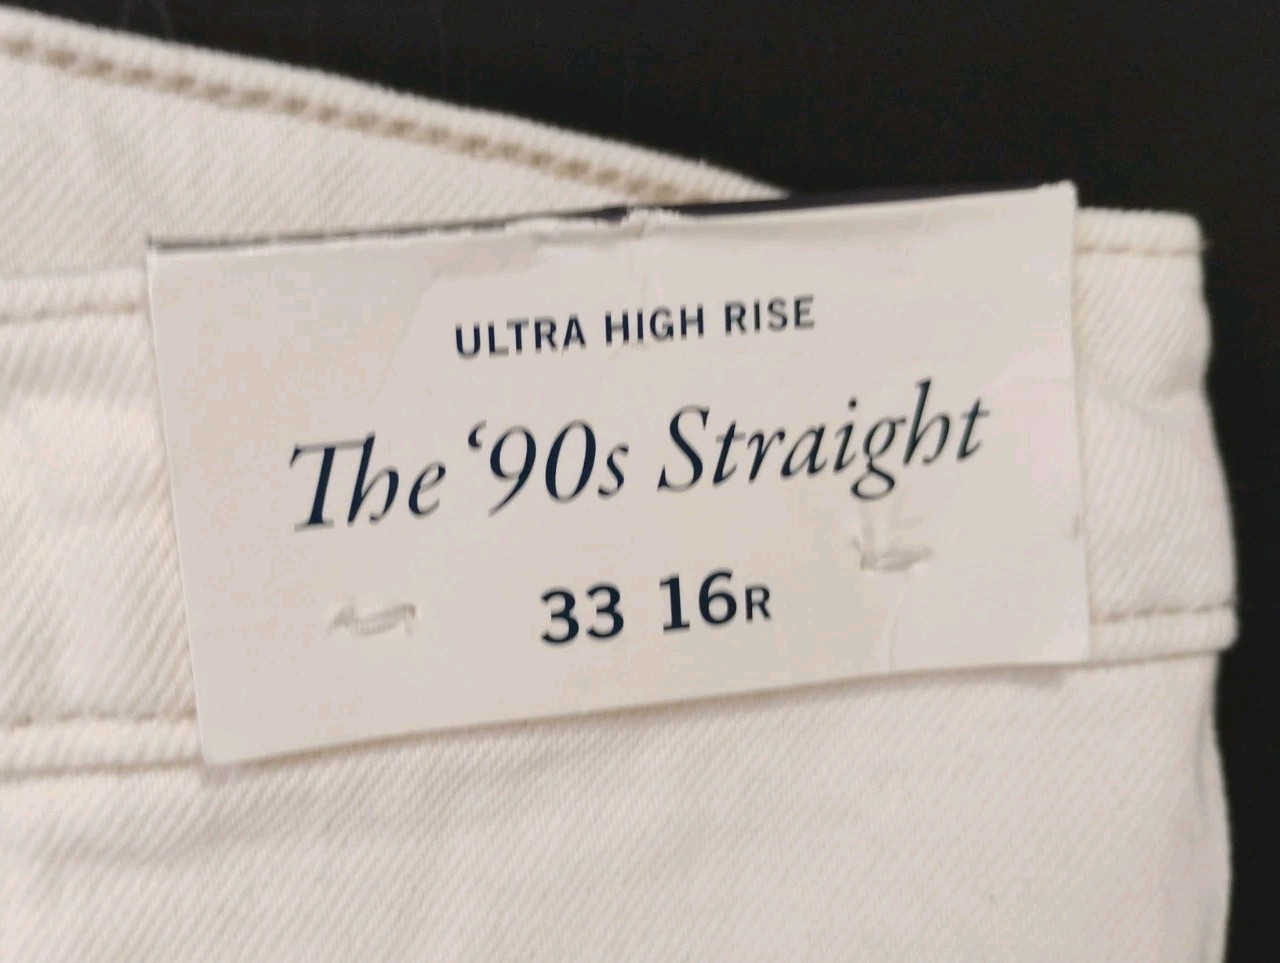 ULTRA HIGH RISE
The ‘90s Straight
33 16R